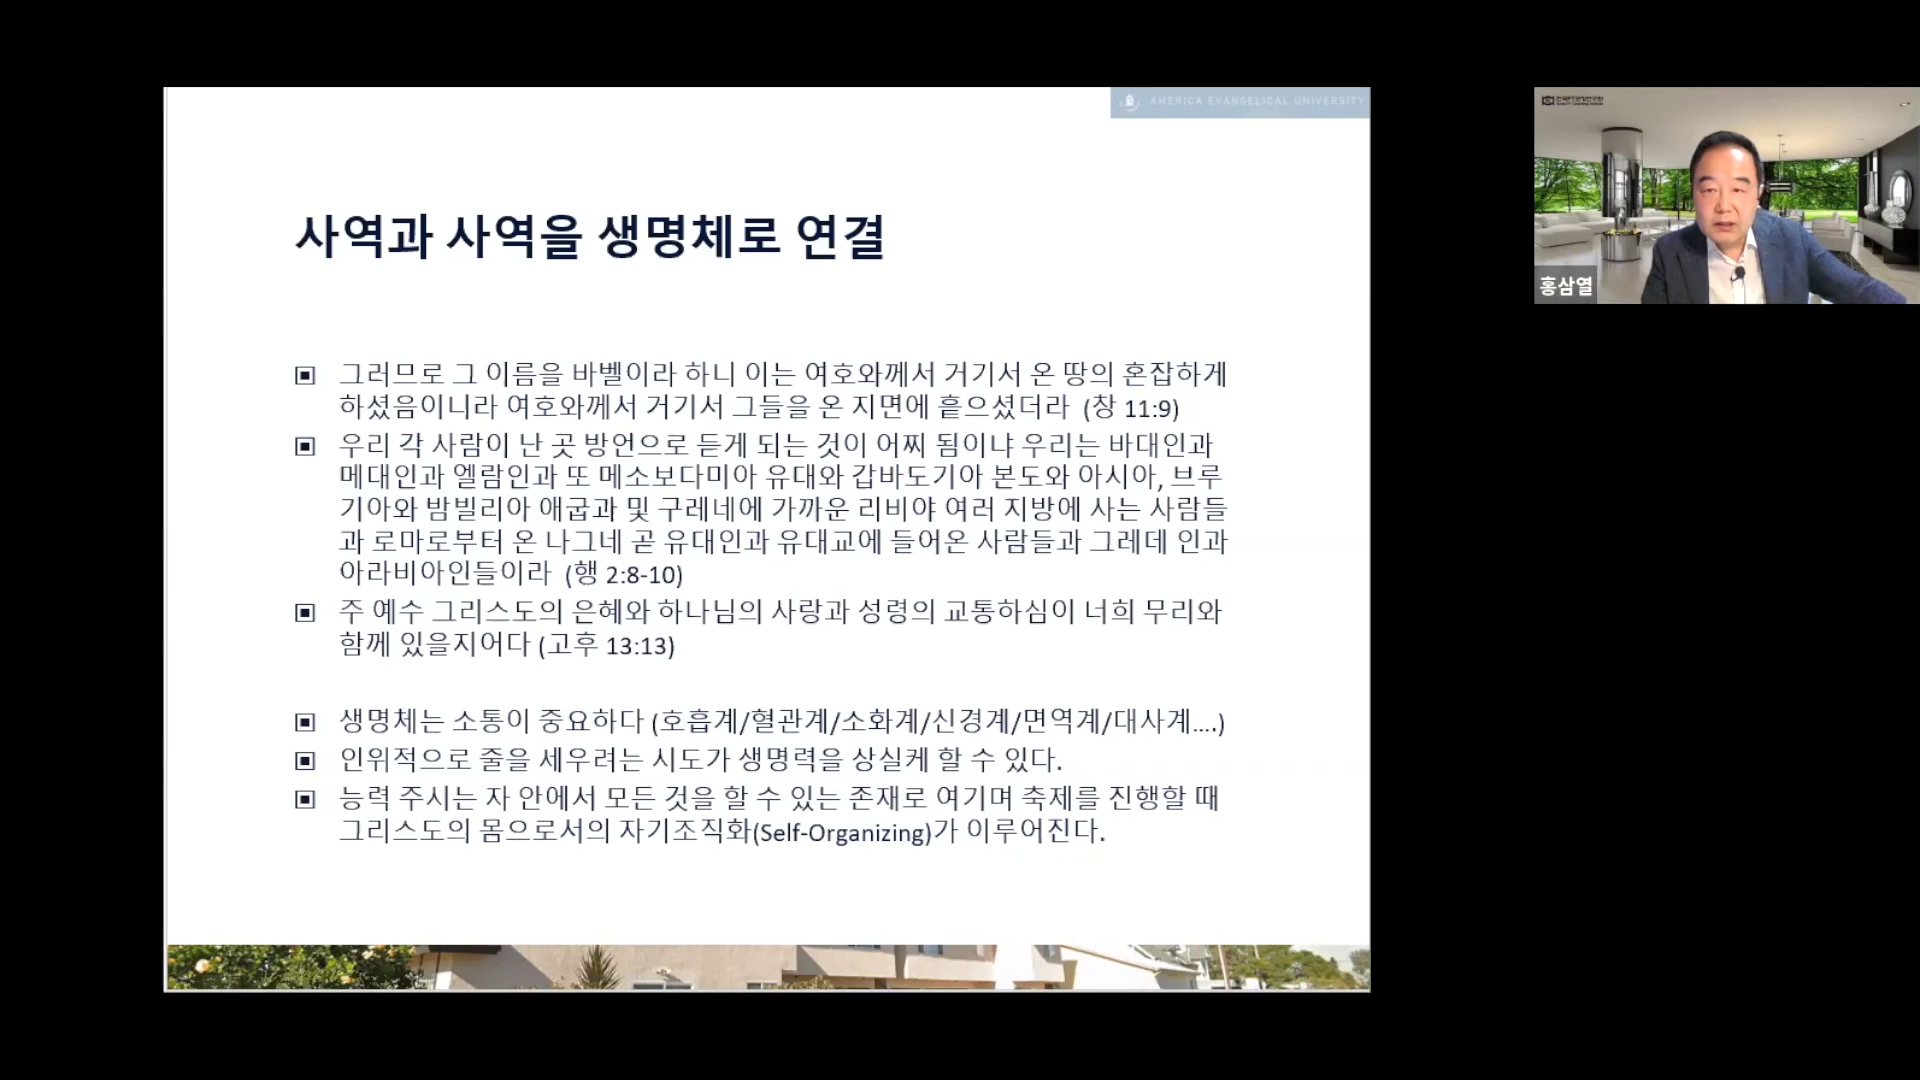 AMERICA EVANGELICAL UNIVERSITY
사역과 사역을 생명체로 연결
그러므로 그 이름을 바벨이라 하니 이는 여호와께서 거기서 온 땅의 혼잡하게
하셨음이니라 여호와께서 거기서 그들을 온 지면에 흩으셨더라 (창 11:9)
우리 각 사람이 난 곳 방언으로 듣게 되는 것이 어찌 됨이냐 우리는 바대인과
메대인과 엘람인과 또 메소보다미아 유대와 갑바도기아 본도와 아시아, 브루
기아와 밤빌리아 애굽과 및 구레네에 가까운 리비야 여러 지방에 사는 사람들
과 로마로부터 온 나그네 곧 유대인과 유대교에 들어온 사람들과 그레데 인과
아라비아인들이라 (행 2:8-10)
주 예수 그리스도의 은혜와 하나님의 사랑과 성령의 교통하심이 너희 무리와
함께 있을지어다 (고후 13:13)
생명체는 소통이 중요하다 (호흡계/혈관계/소화계/신경계/면역계/대사계....)
인위적으로 줄을 세우려는 시도가 생명력을 상실케 할 수 있다.
능력 주시는 자 안에서 모든 것을 할 수 있는 존재로 여기며 축제를 진행할 때
그리스도의 몸으로서의 자기조직화(Self-Organizing)가 이루어진다.
홍삼열